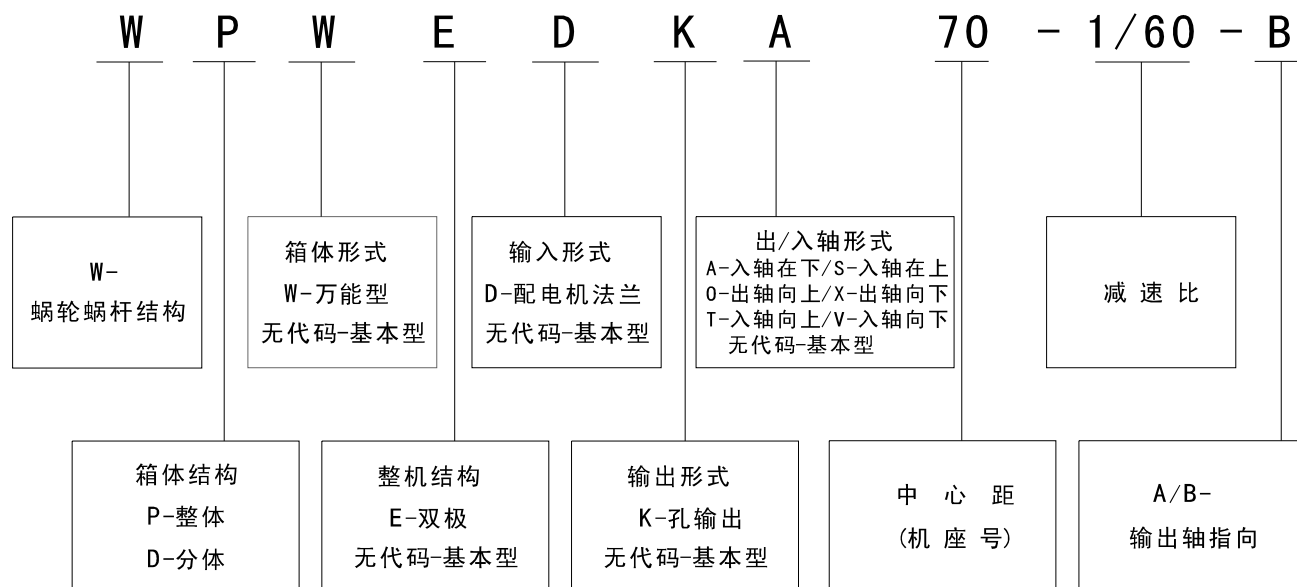 W P W E D K A 70 - 1/60 - B
W-
蜗轮蜗杆结构
箱体形式
W-万能型
无代码-基本型
输入形式
D-配电机法兰
无代码-基本型
出/入轴形式
A-入轴在下/S-入轴在上
O-出轴向上/X-出轴向下
T-入轴向上/V-入轴向下
无代码-基本型
减速比
箱体结构
P-整体
D-分体
整机结构
E-双极
无代码-基本型
输出形式
K-孔输出
无代码-基本型
中心距
(机座号)
A/B-
输出轴指向